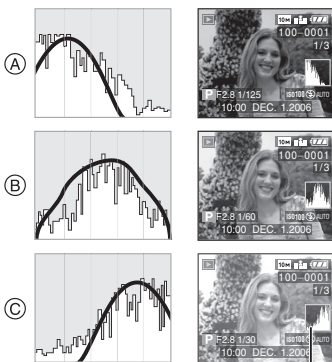 A
10M
100-0001
1/3
P F2.8 1/125 ISO100 AUTO
10:00 DEC. 1.2006
B
10M
100-0001
1/3
P F2.8 1/60 ISO100 AUTO
10:00 DEC. 1.2006
C
10M
100-0001
1/3
P F2.8 1/30 ISO100 AUTO
10:00 DEC. 1.2006